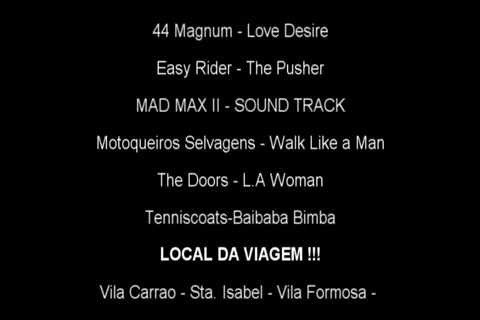 44 Magnum - Love Desire
Easy Rider - The Pusher
MAD MAX II - SOUND TRACK
Motoqueiros Selvagens - Walk Like a Man
The Doors - L.A Woman
Tenniscoats-Baibaba Bimba
LOCAL DA VIAGEM !!!
Vila Carrao - Sta. Isabel - Vila Formosa -